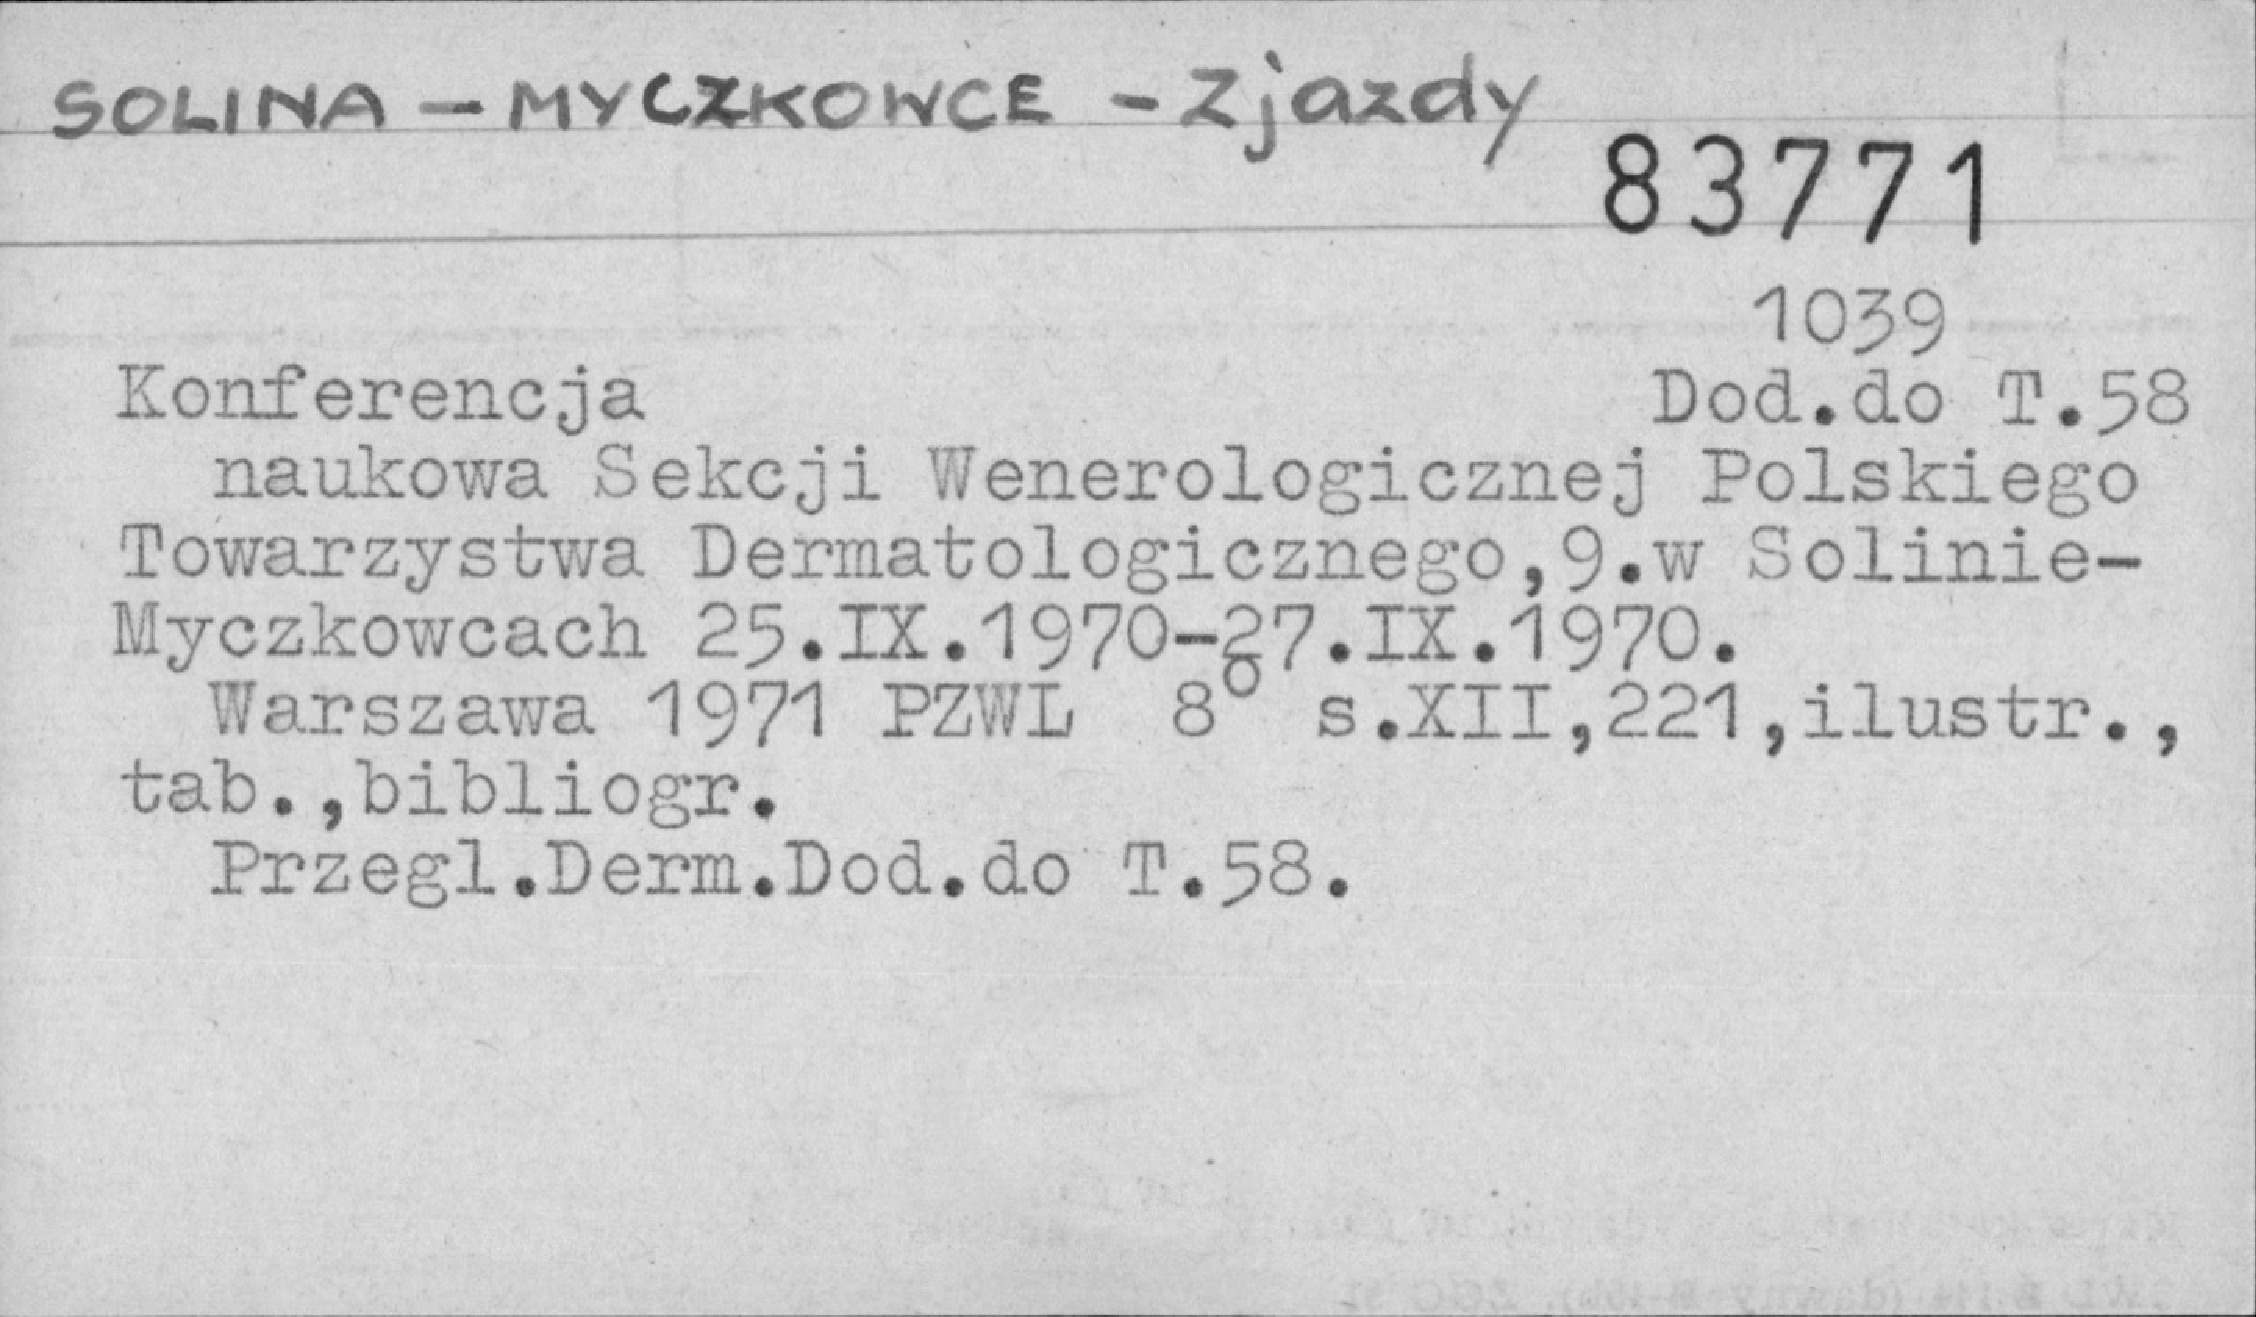 SOLINA - MYCZKOWCE - Zjazdy
83771
1039
Konferencja Dod.do T.58
naukowa Sekcji Wenerologicznej Polskiego
Towarzystwa Dermatologicznego,9.w Solinie-
Myczkowcach 25.IX.1970-27.IX.1970.
Warszawa 1971 PZWL 8° s.XII,221,ilustr.,
tab.,bibliogr.
Przegl.Derm.Dod.do T.58.